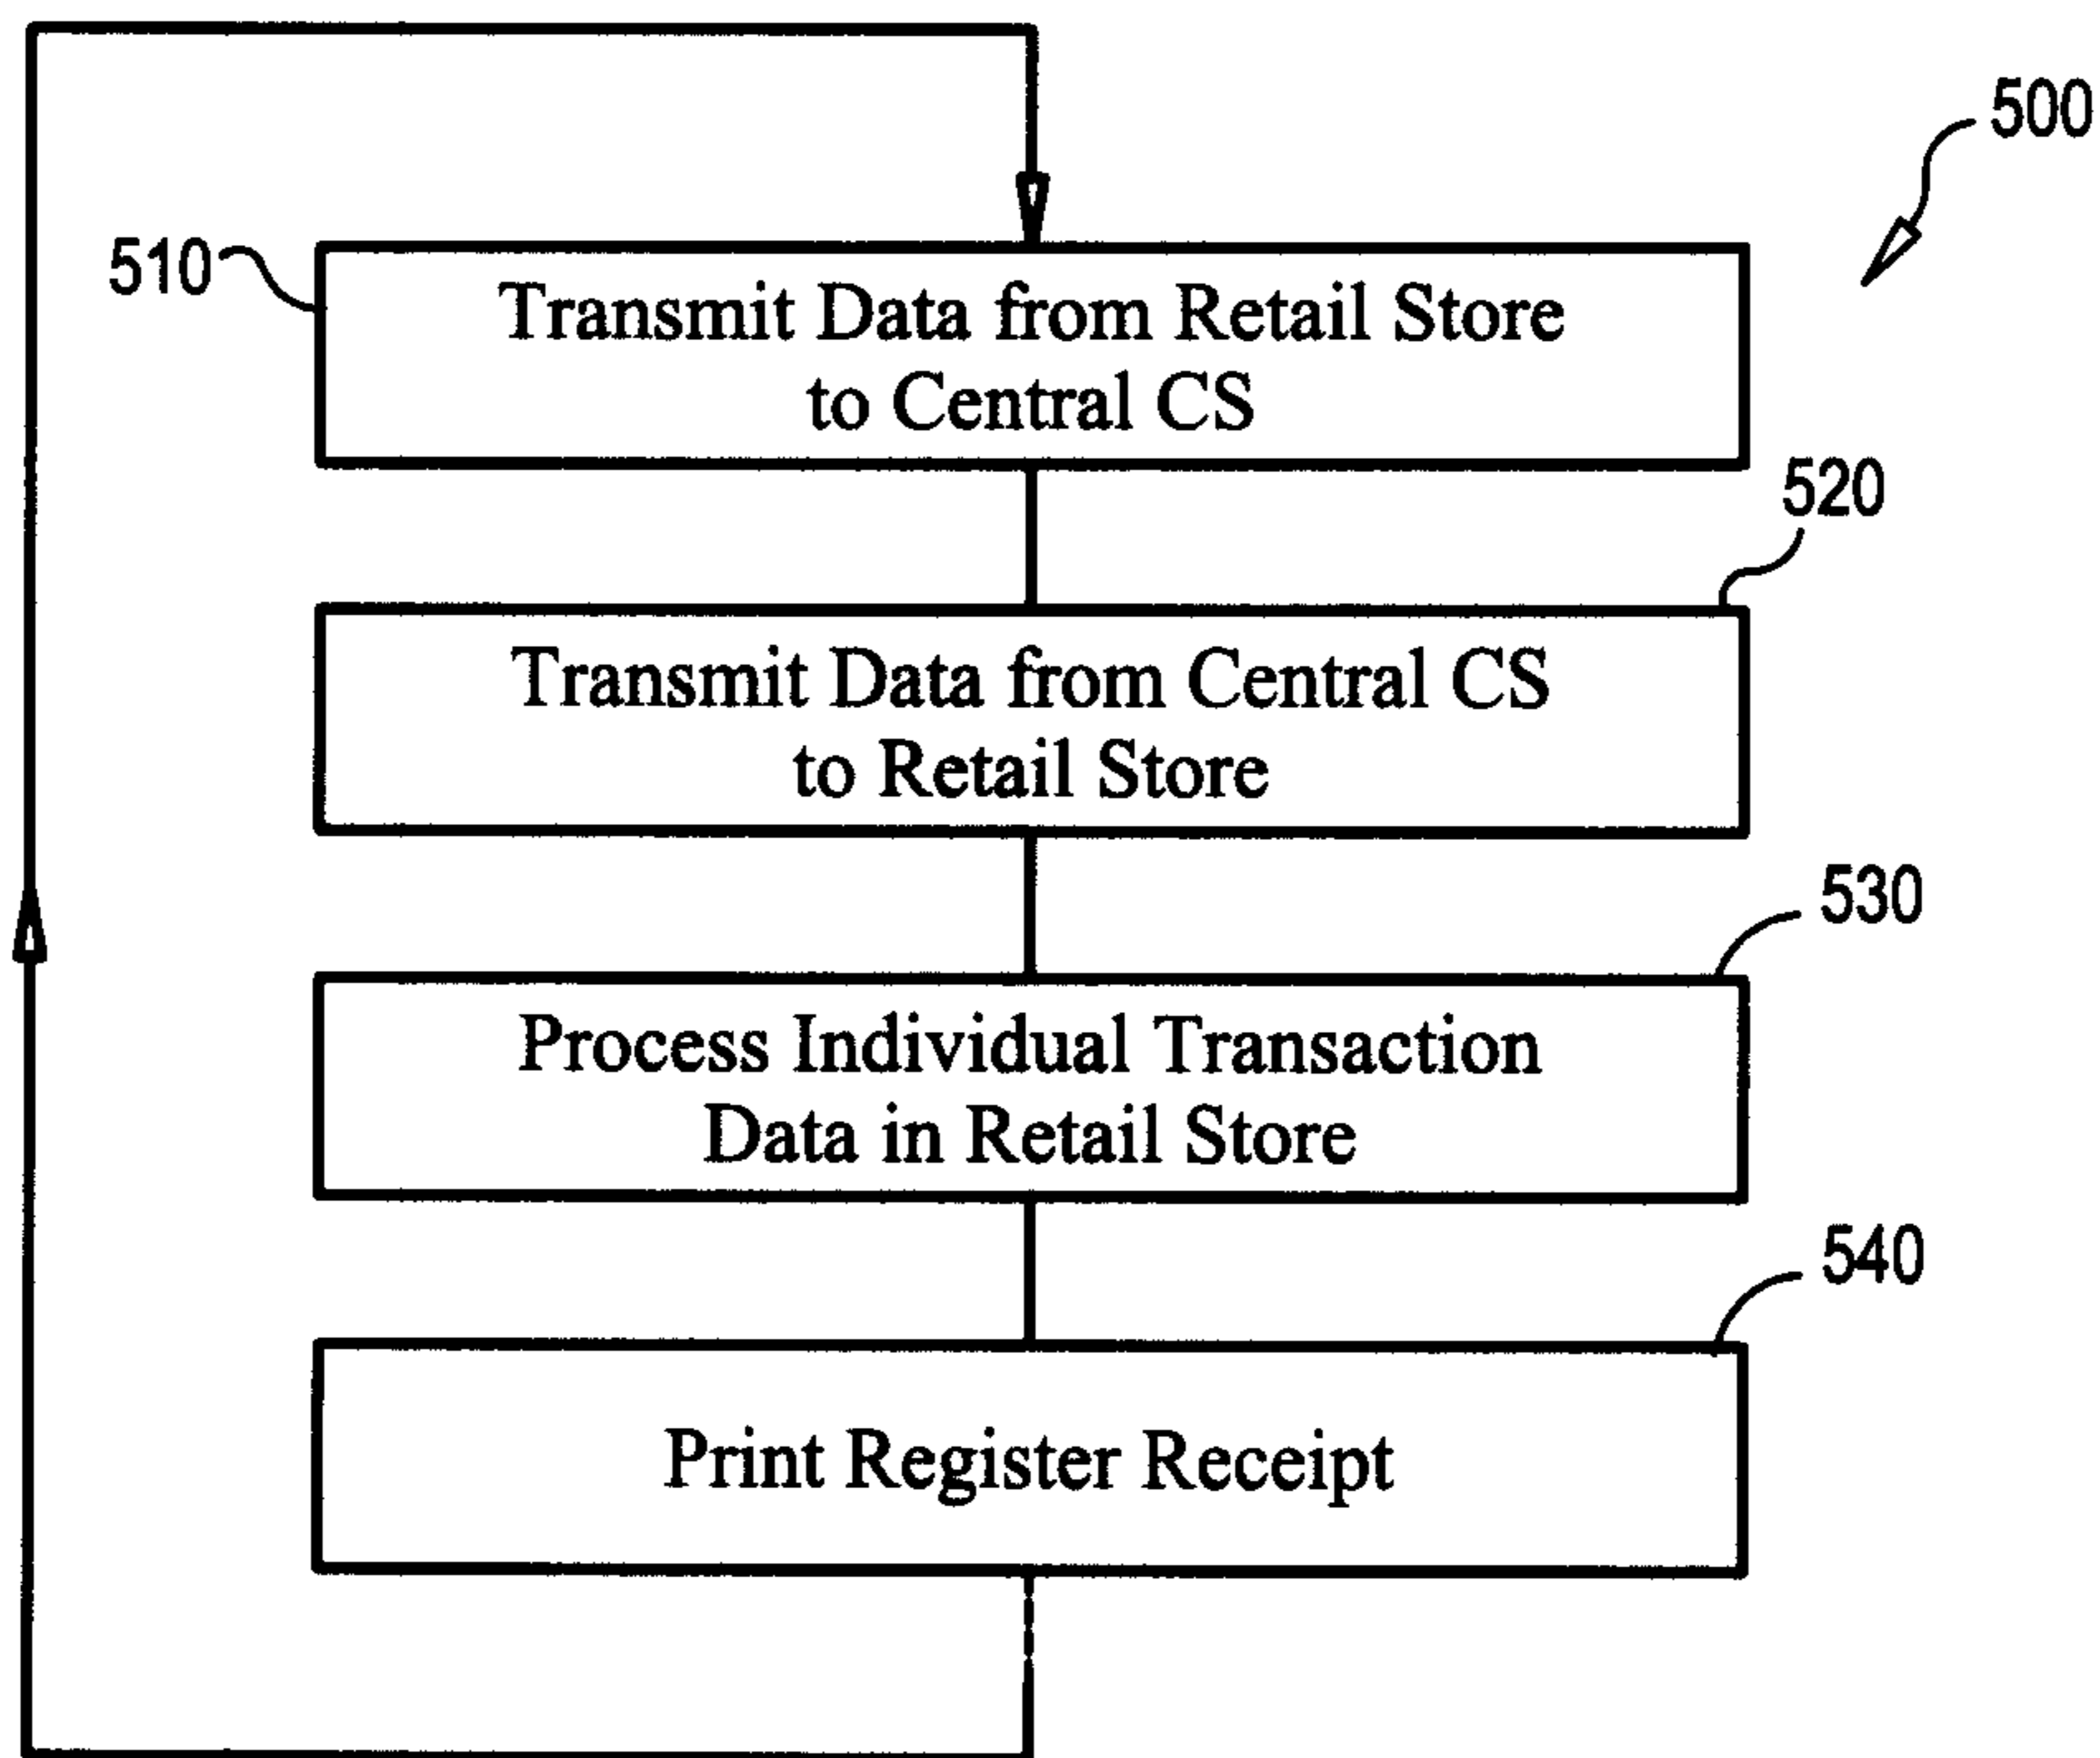 500
510
Transmit Data from Retail Store
to Central CS
520
Transmit Data from Central CS
to Retail Store
530
Process Individual Transaction
Data in Retail Store
540
Print Register Receipt